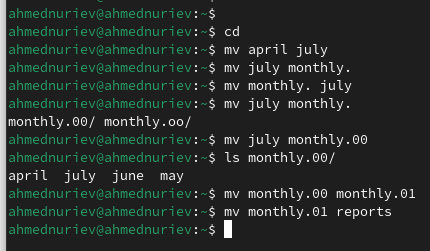 ahmednuriev@ahmednuriev:~$
ahmednuriev@ahmednuriev:~$ cd
ahmednuriev@ahmednuriev:~$ mv april july
ahmednuriev@ahmednuriev:~$ mv july monthly.
ahmednuriev@ahmednuriev:~$ mv monthly. july
ahmednuriev@ahmednuriev:~$ mv july monthly.
monthly.00/ monthly.oo/
ahmednuriev@ahmednuriev:~$ mv july monthly.00
ahmednuriev@ahmednuriev:~$ ls monthly.00/
april  july  june  may
ahmednuriev@ahmednuriev:~$ mv monthly.00 monthly.01
ahmednuriev@ahmednuriev:~$ mv monthly.01 reports
ahmednuriev@ahmednuriev:~$